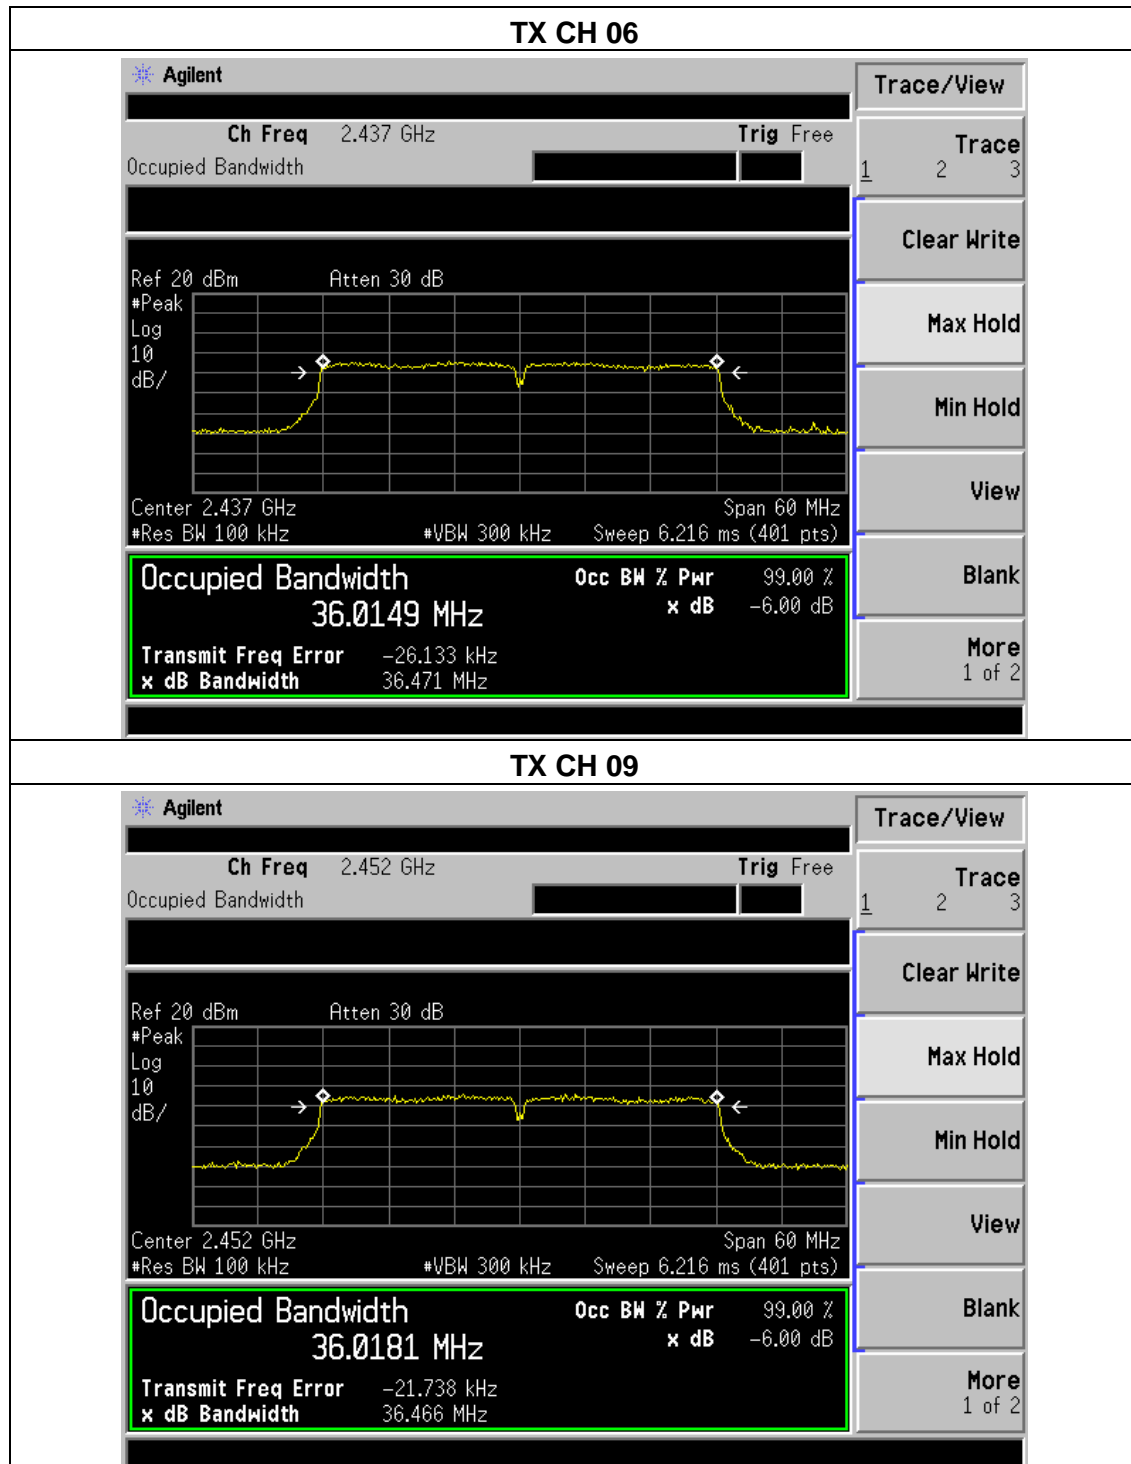 TX CH 06
Agilent
Trace/View
Ch Freq 2.437 GHz Trig Free
Occupied Bandwidth
Trace
1 2 3
Clear Write
Ref 20 dBm Atten 30 dB
#Peak
Log
10
dB/
Max Hold
Min Hold
View
Center 2.437 GHz Span 60 MHz
#Res BW 100 kHz #VBW 300 kHz Sweep 6.216 ms (401 pts)
Occupied Bandwidth Occ BW % Pwr 99.00 %
36.0149 MHz x dB -6.00 dB
Blank
Transmit Freq Error -26.133 kHz
x dB Bandwidth 36.471 MHz
More
1 of 2
TX CH 09
Agilent
Trace/View
Ch Freq 2.452 GHz Trig Free
Occupied Bandwidth
Trace
1 2 3
Clear Write
Ref 20 dBm Atten 30 dB
#Peak
Log
10
dB/
Max Hold
Min Hold
View
Center 2.452 GHz Span 60 MHz
#Res BW 100 kHz #VBW 300 kHz Sweep 6.216 ms (401 pts)
Occupied Bandwidth Occ BW % Pwr 99.00 %
36.0181 MHz x dB -6.00 dB
Blank
Transmit Freq Error -21.738 kHz
x dB Bandwidth 36.466 MHz
More
1 of 2